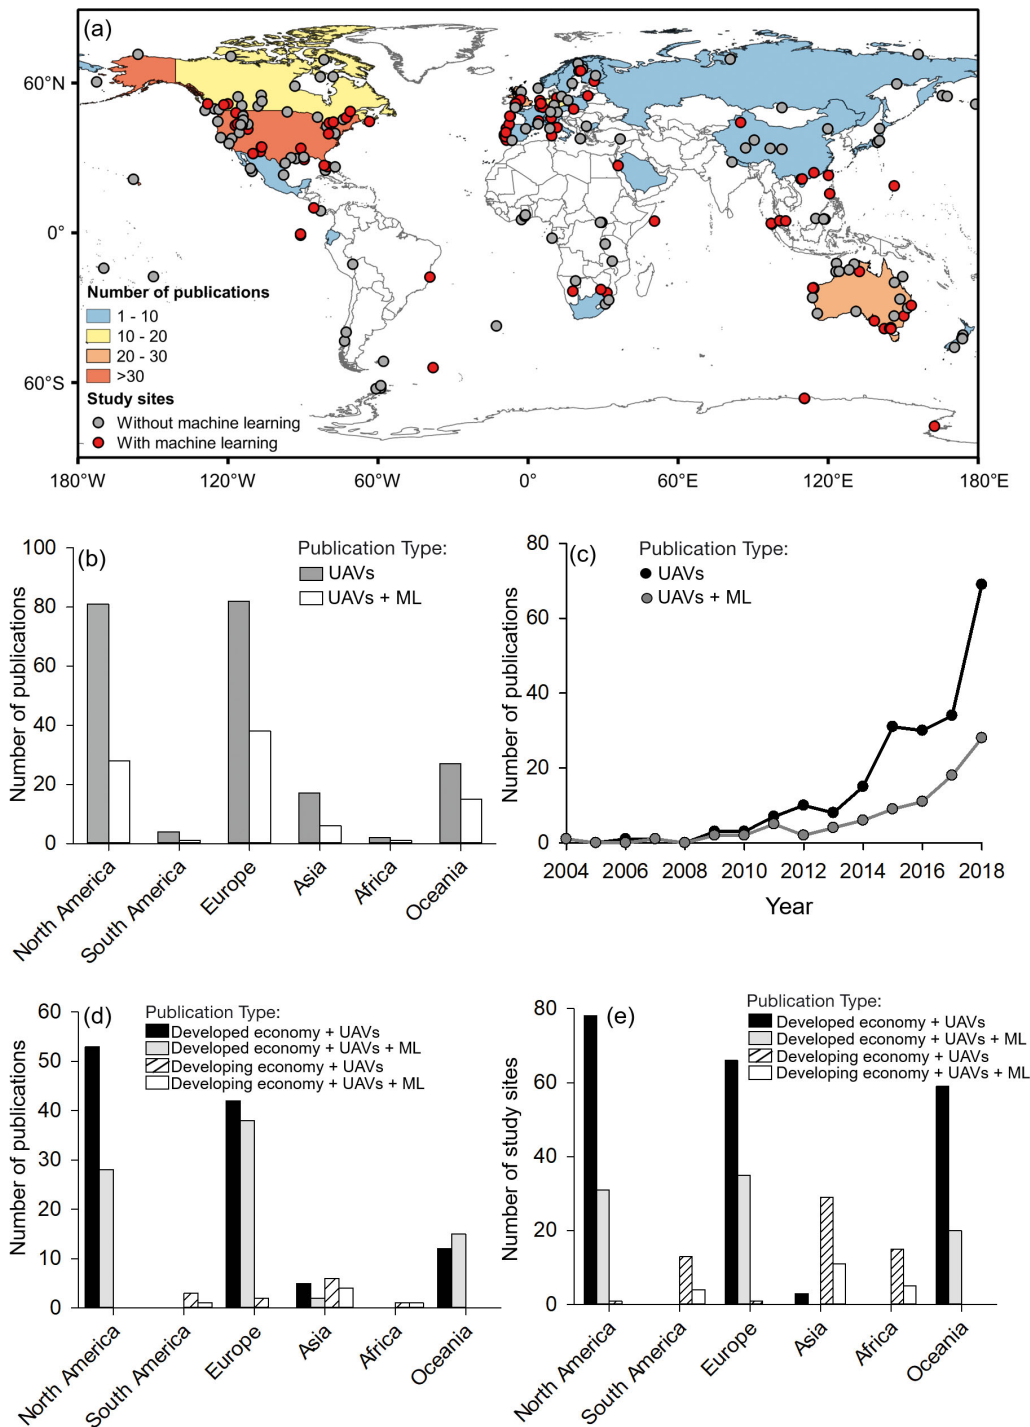 (a)
60°N
0°
60°S
Number of publications
1 - 10
10 - 20
20 - 30
>30
Study sites
Without machine learning
With machine learning
180°W
120°W
60°W
0°
60°E
120°E
180°E
(b)
Number of publications
100
80
60
40
20
0
Publication Type:
UAVs
UAVs + ML
North America
South America
Europe
Asia
Africa
Oceania
(c)
Number of publications
80
60
40
20
0
Publication Type:
UAVs
UAVs + ML
2004
2006
2008
2010
2012
2014
2016
2018
Year
(d)
Number of publications
60
50
40
30
20
10
0
Publication Type:
Developed economy + UAVs
Developed economy + UAVs + ML
Developing economy + UAVs
Developing economy + UAVs + ML
North America
South America
Europe
Asia
Africa
Oceania
(e)
Number of study sites
80
60
40
20
0
Publication Type:
Developed economy + UAVs
Developed economy + UAVs + ML
Developing economy + UAVs
Developing economy + UAVs + ML
North America
South America
Europe
Asia
Africa
Oceania